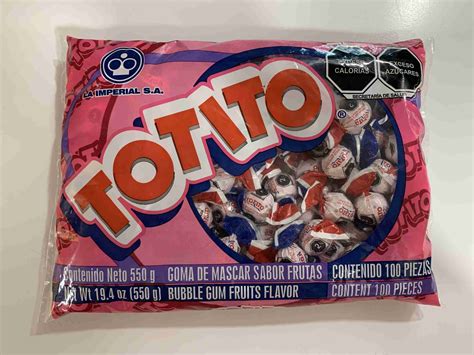 LA IMPERIAL S.A.
EXCESO CALORÍAS
EXCESO AZÚCARES
SECRETARÍA DE SALUD
TOTITO
Contenido Neto 550 g
GOMA DE MASCAR SABOR FRUTAS
CONTENIDO 100 PIEZAS
Wt 19.4 oz (550 g)
BUBBLE GUM FRUITS FLAVOR
CONTENT 100 PIECES